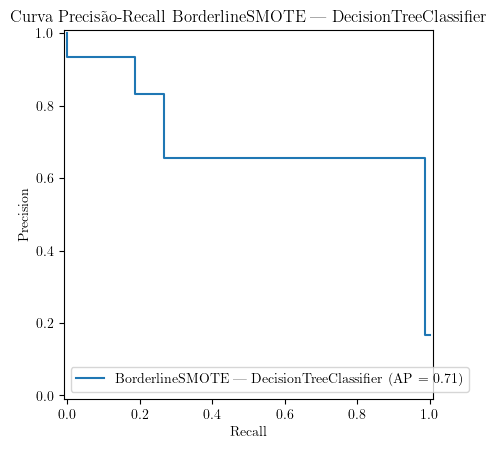 Curva Precisão-Recall BorderlineSMOTE — DecisionTreeClassifier
1.0
0.8
0.6
0.4
0.2
0.0
Precision
BorderlineSMOTE — DecisionTreeClassifier (AP = 0.71)
0.0 0.2 0.4 0.6 0.8 1.0
Recall